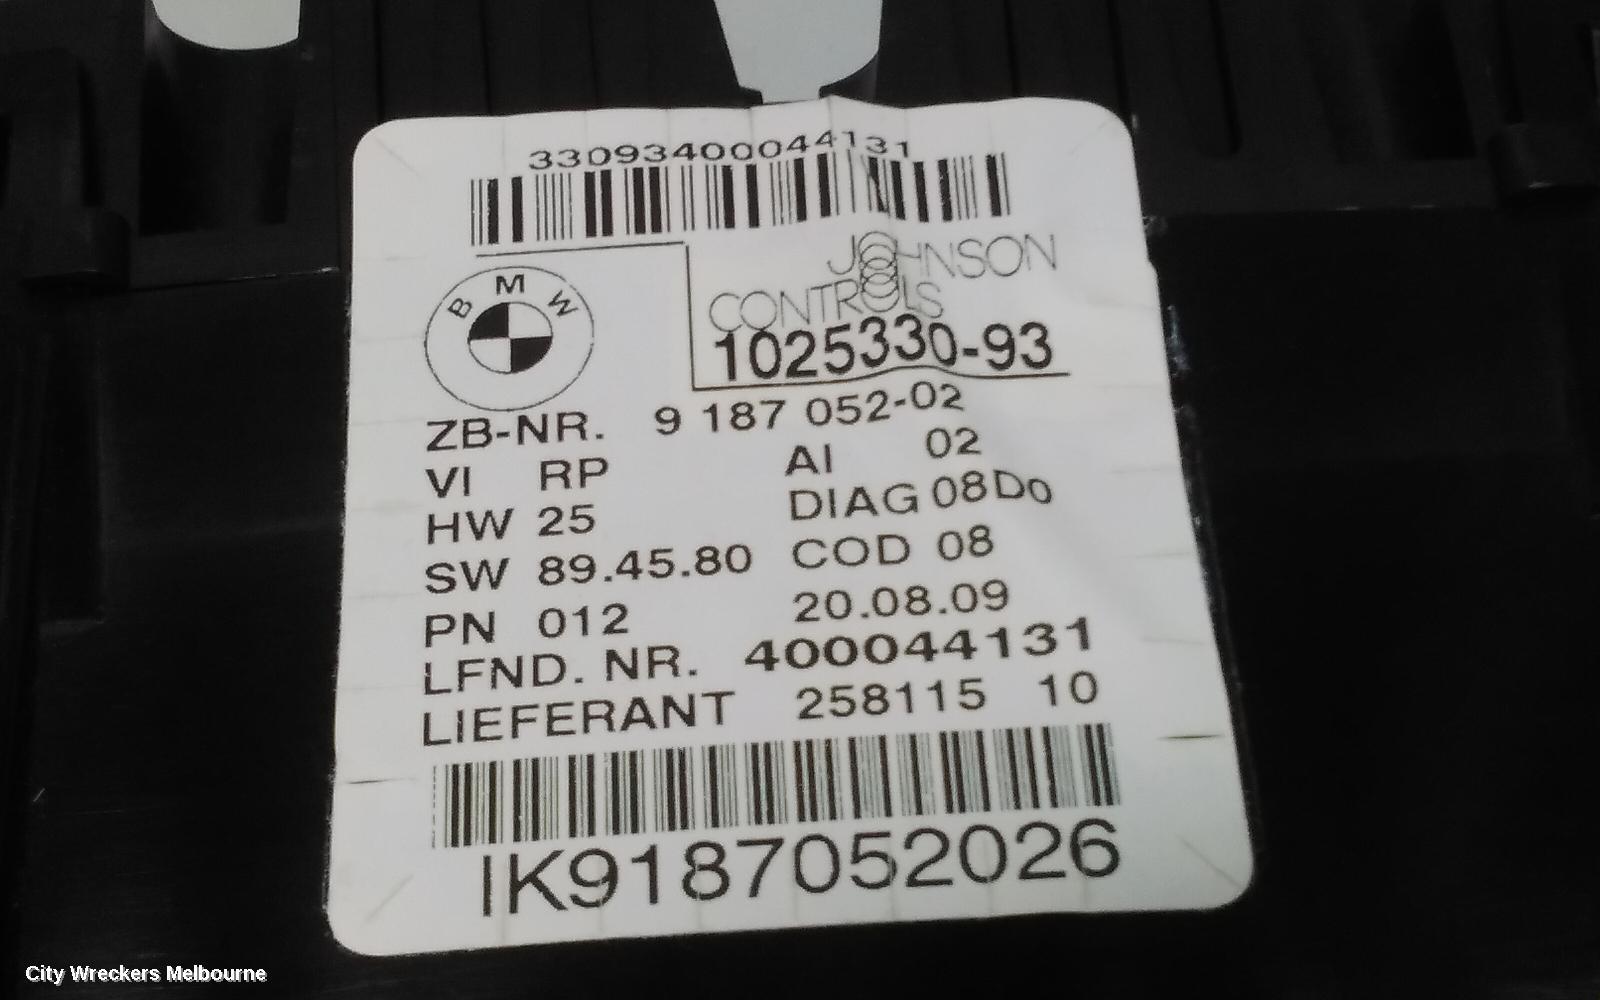 33093400044131
BMW
JOHNSON
CONTROLS
1025330-93
ZB-NR. 9 187 052-02
VI RP AI 02
HW 25 DIAG 08D0
SW 89.45.80 COD 08
PN 012 20.08.09
LFND. NR. 400044131
LIEFERANT 258115 10
IK9187052026
City Wreckers Melbourne